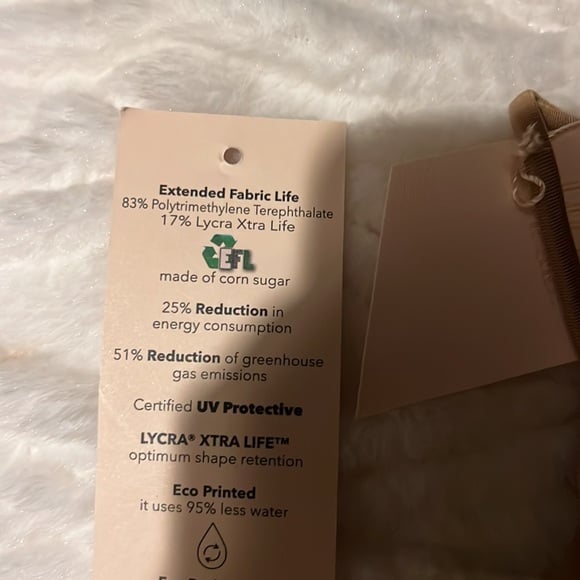 Extended Fabric Life
83% Polytrimethylene Terephthalate
17% Lycra Xtra Life
EFL
made of corn sugar
25% Reduction in
energy consumption
51% Reduction of greenhouse
gas emissions
Certified UV Protective
LYCRA® XTRA LIFE™
optimum shape retention
Eco Printed
it uses 95% less water